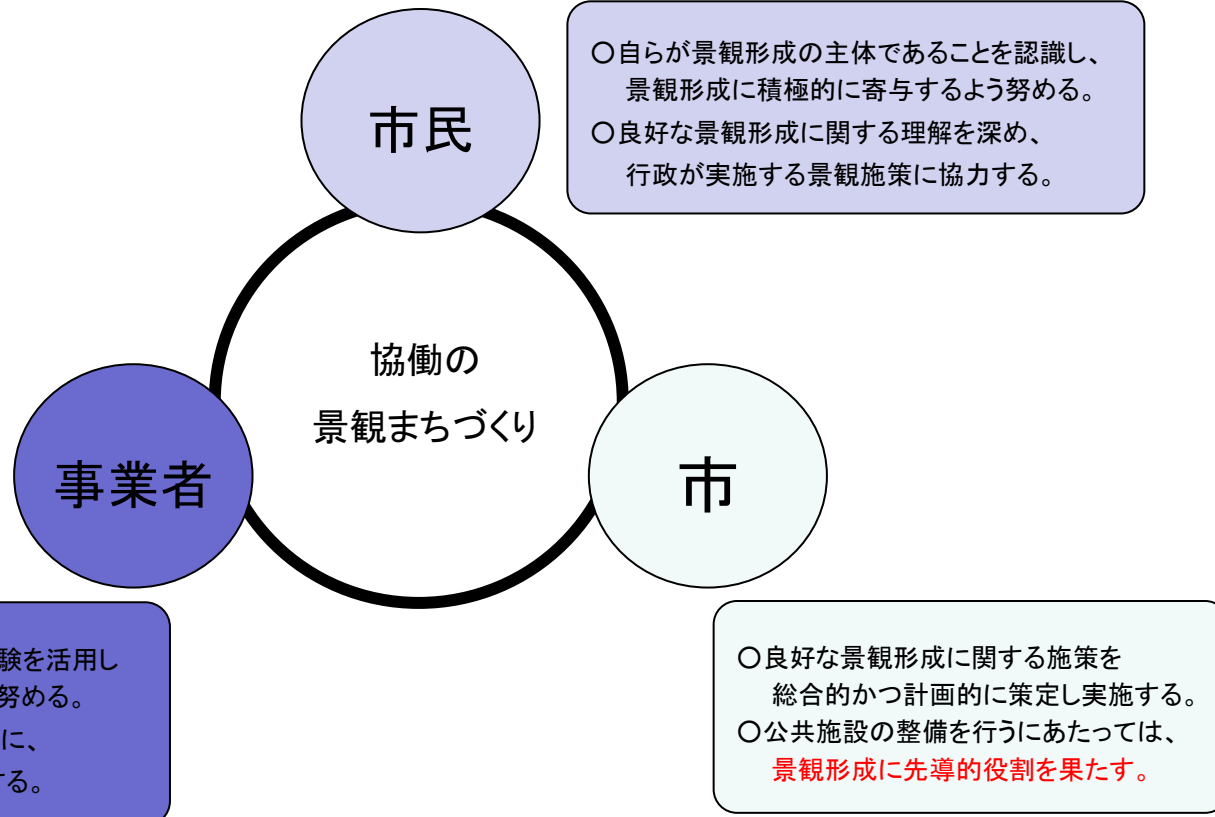 市民
〇自らが景観形成の主体であることを認識し、
景観形成に積極的に寄与するよう努める。
〇良好な景観形成に関する理解を深め、
行政が実施する景観施策に協力する。
協働の
景観まちづくり
事業者
市
験を活用し
努める。
に、
する。
〇良好な景観形成に関する施策を
総合的かつ計画的に策定し実施する。
〇公共施設の整備を行うにあたっては、
景観形成に先導的役割を果たす。